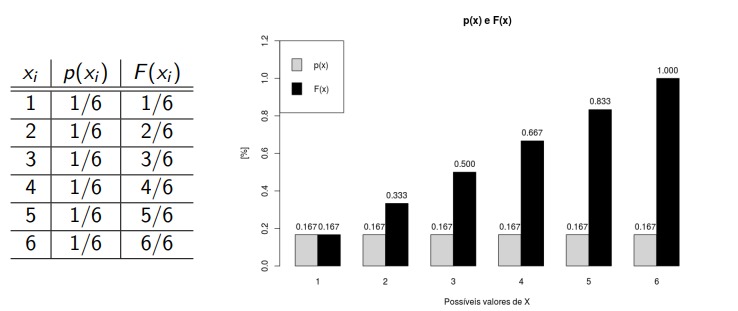 xi p(xi) F(xi)
1 1/6 1/6
2 1/6 2/6
3 1/6 3/6
4 1/6 4/6
5 1/6 5/6
6 1/6 6/6
p(x) e F(x)
[%]
1.2
1.0
0.8
0.6
0.4
0.2
0.0
p(x)
F(x)
0.167 0.167
0.167 0.333
0.167 0.500
0.167 0.667
0.167 0.833
0.167 1.000
1 2 3 4 5 6
Possíveis valores de X